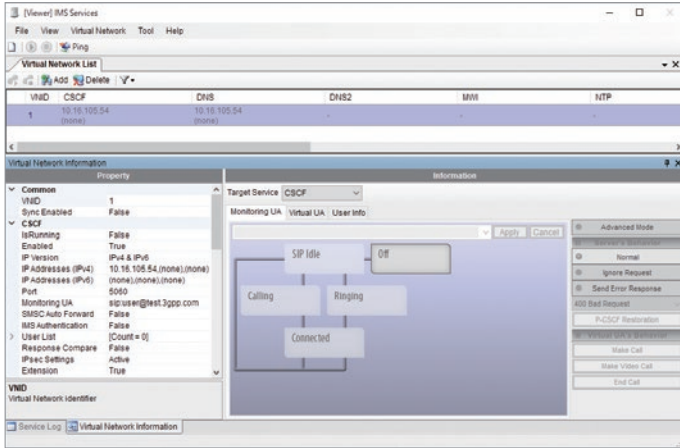 [Viewer] IMS Services
File View Virtual Network Tool Help
Ping
Virtual Network List
Add Delete
VNID CSCF DNS DNS2 MWI NTP
1 10.16.105.54 10.16.105.54 - - -
(none) (none)
Virtual Network Information
Property
Common
VNID 1
Sync Enabled False
CSCF
IsRunning False
Enabled True
IP Version IPv4 & IPv6
IP Addresses (IPv4) 10.16.105.54,(none),(none)
IP Addresses (IPv6) (none),(none),(none)
Port 5060
Monitoring UA sip:user@test.3gpp.com
SMSC Auto Forward False
IMS Authentication False
User List [Count = 0]
Response Compare False
IPsec Settings Active
Extension True
VNID
Virtual Network identifier
Information
Target Service CSCF
Monitoring UA Virtual UA User Info
Apply Cancel
SIP Idle Off
Calling Ringing
Connected
Advanced Mode
Server's Behavior
Normal
Ignore Request
Send Error Response
400 Bad Request
P-CSCF Restoration
Virtual UA's Behavior
Make Call
Make Video Call
End Call
Service Log Virtual Network Information